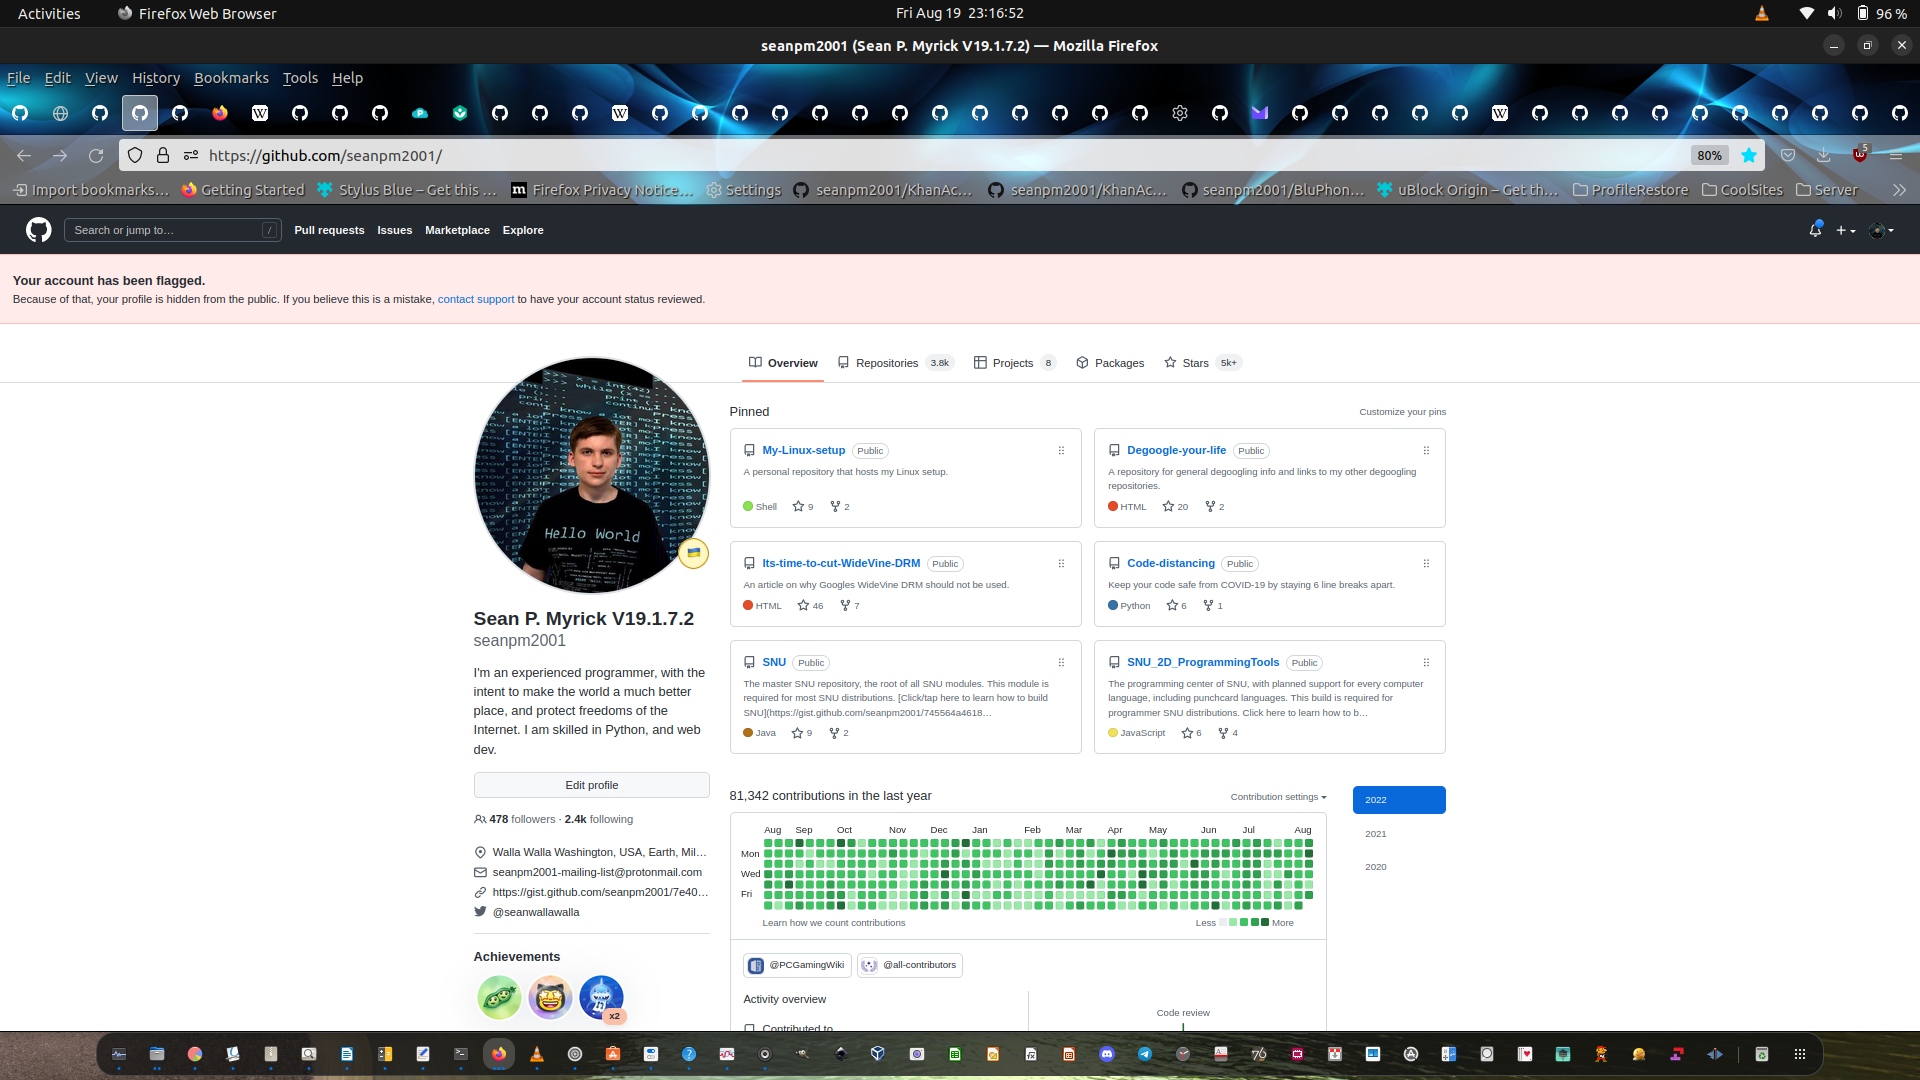 Activities
Firefox Web Browser
Fri Aug 19 23:16:52
96 %
seanpm2001 (Sean P. Myrick V19.1.7.2) — Mozilla Firefox
File Edit View History Bookmarks Tools Help
https://github.com/seanpm2001/
80%
5
Import bookmarks…
Getting Started
Stylus Blue – Get this …
Firefox Privacy Notice…
Settings
seanpm2001/KhanAc…
seanpm2001/KhanAc…
seanpm2001/BluPhon…
uBlock Origin – Get th…
ProfileRestore
CoolSites
Server
Search or jump to…
/
Pull requests
Issues
Marketplace
Explore
Your account has been flagged.
Because of that, your profile is hidden from the public. If you believe this is a mistake, contact support to have your account status reviewed.
Overview
Repositories 3.8k
Projects 8
Packages
Stars 5k+
Hello World
Sean P. Myrick V19.1.7.2
seanpm2001
I'm an experienced programmer, with the
intent to make the world a much better
place, and protect freedoms of the
Internet. I am skilled in Python, and web
dev.
Edit profile
478 followers · 2.4k following
Walla Walla Washington, USA, Earth, Mil…
seanpm2001-mailing-list@protonmail.com
https://gist.github.com/seanpm2001/7e40…
@seanwallawalla
Achievements
x2
Pinned
Customize your pins
My-Linux-setup Public
A personal repository that hosts my Linux setup.
Shell 9 2
Degoogle-your-life Public
A repository for general degoogling info and links to my other degoogling
repositories.
HTML 20 2
Its-time-to-cut-WideVine-DRM Public
An article on why Googles WideVine DRM should not be used.
HTML 46 7
Code-distancing Public
Keep your code safe from COVID-19 by staying 6 line breaks apart.
Python 6 1
SNU Public
The master SNU repository, the root of all SNU modules. This module is
required for most SNU distributions. [Click/tap here to learn how to build
SNU](https://gist.github.com/seanpm2001/745564a4618…
Java 9 2
SNU_2D_ProgrammingTools Public
The programming center of SNU, with planned support for every computer
language, including punchcard languages. This build is required for
programmer SNU distributions. Click here to learn how to b…
JavaScript 6 4
81,342 contributions in the last year
Contribution settings
2022
2021
2020
Aug Sep Oct Nov Dec Jan Feb Mar Apr May Jun Jul Aug
Mon
Wed
Fri
Learn how we count contributions
Less More
@PCGamingWiki
@all-contributors
Activity overview
Contributed to
Code review